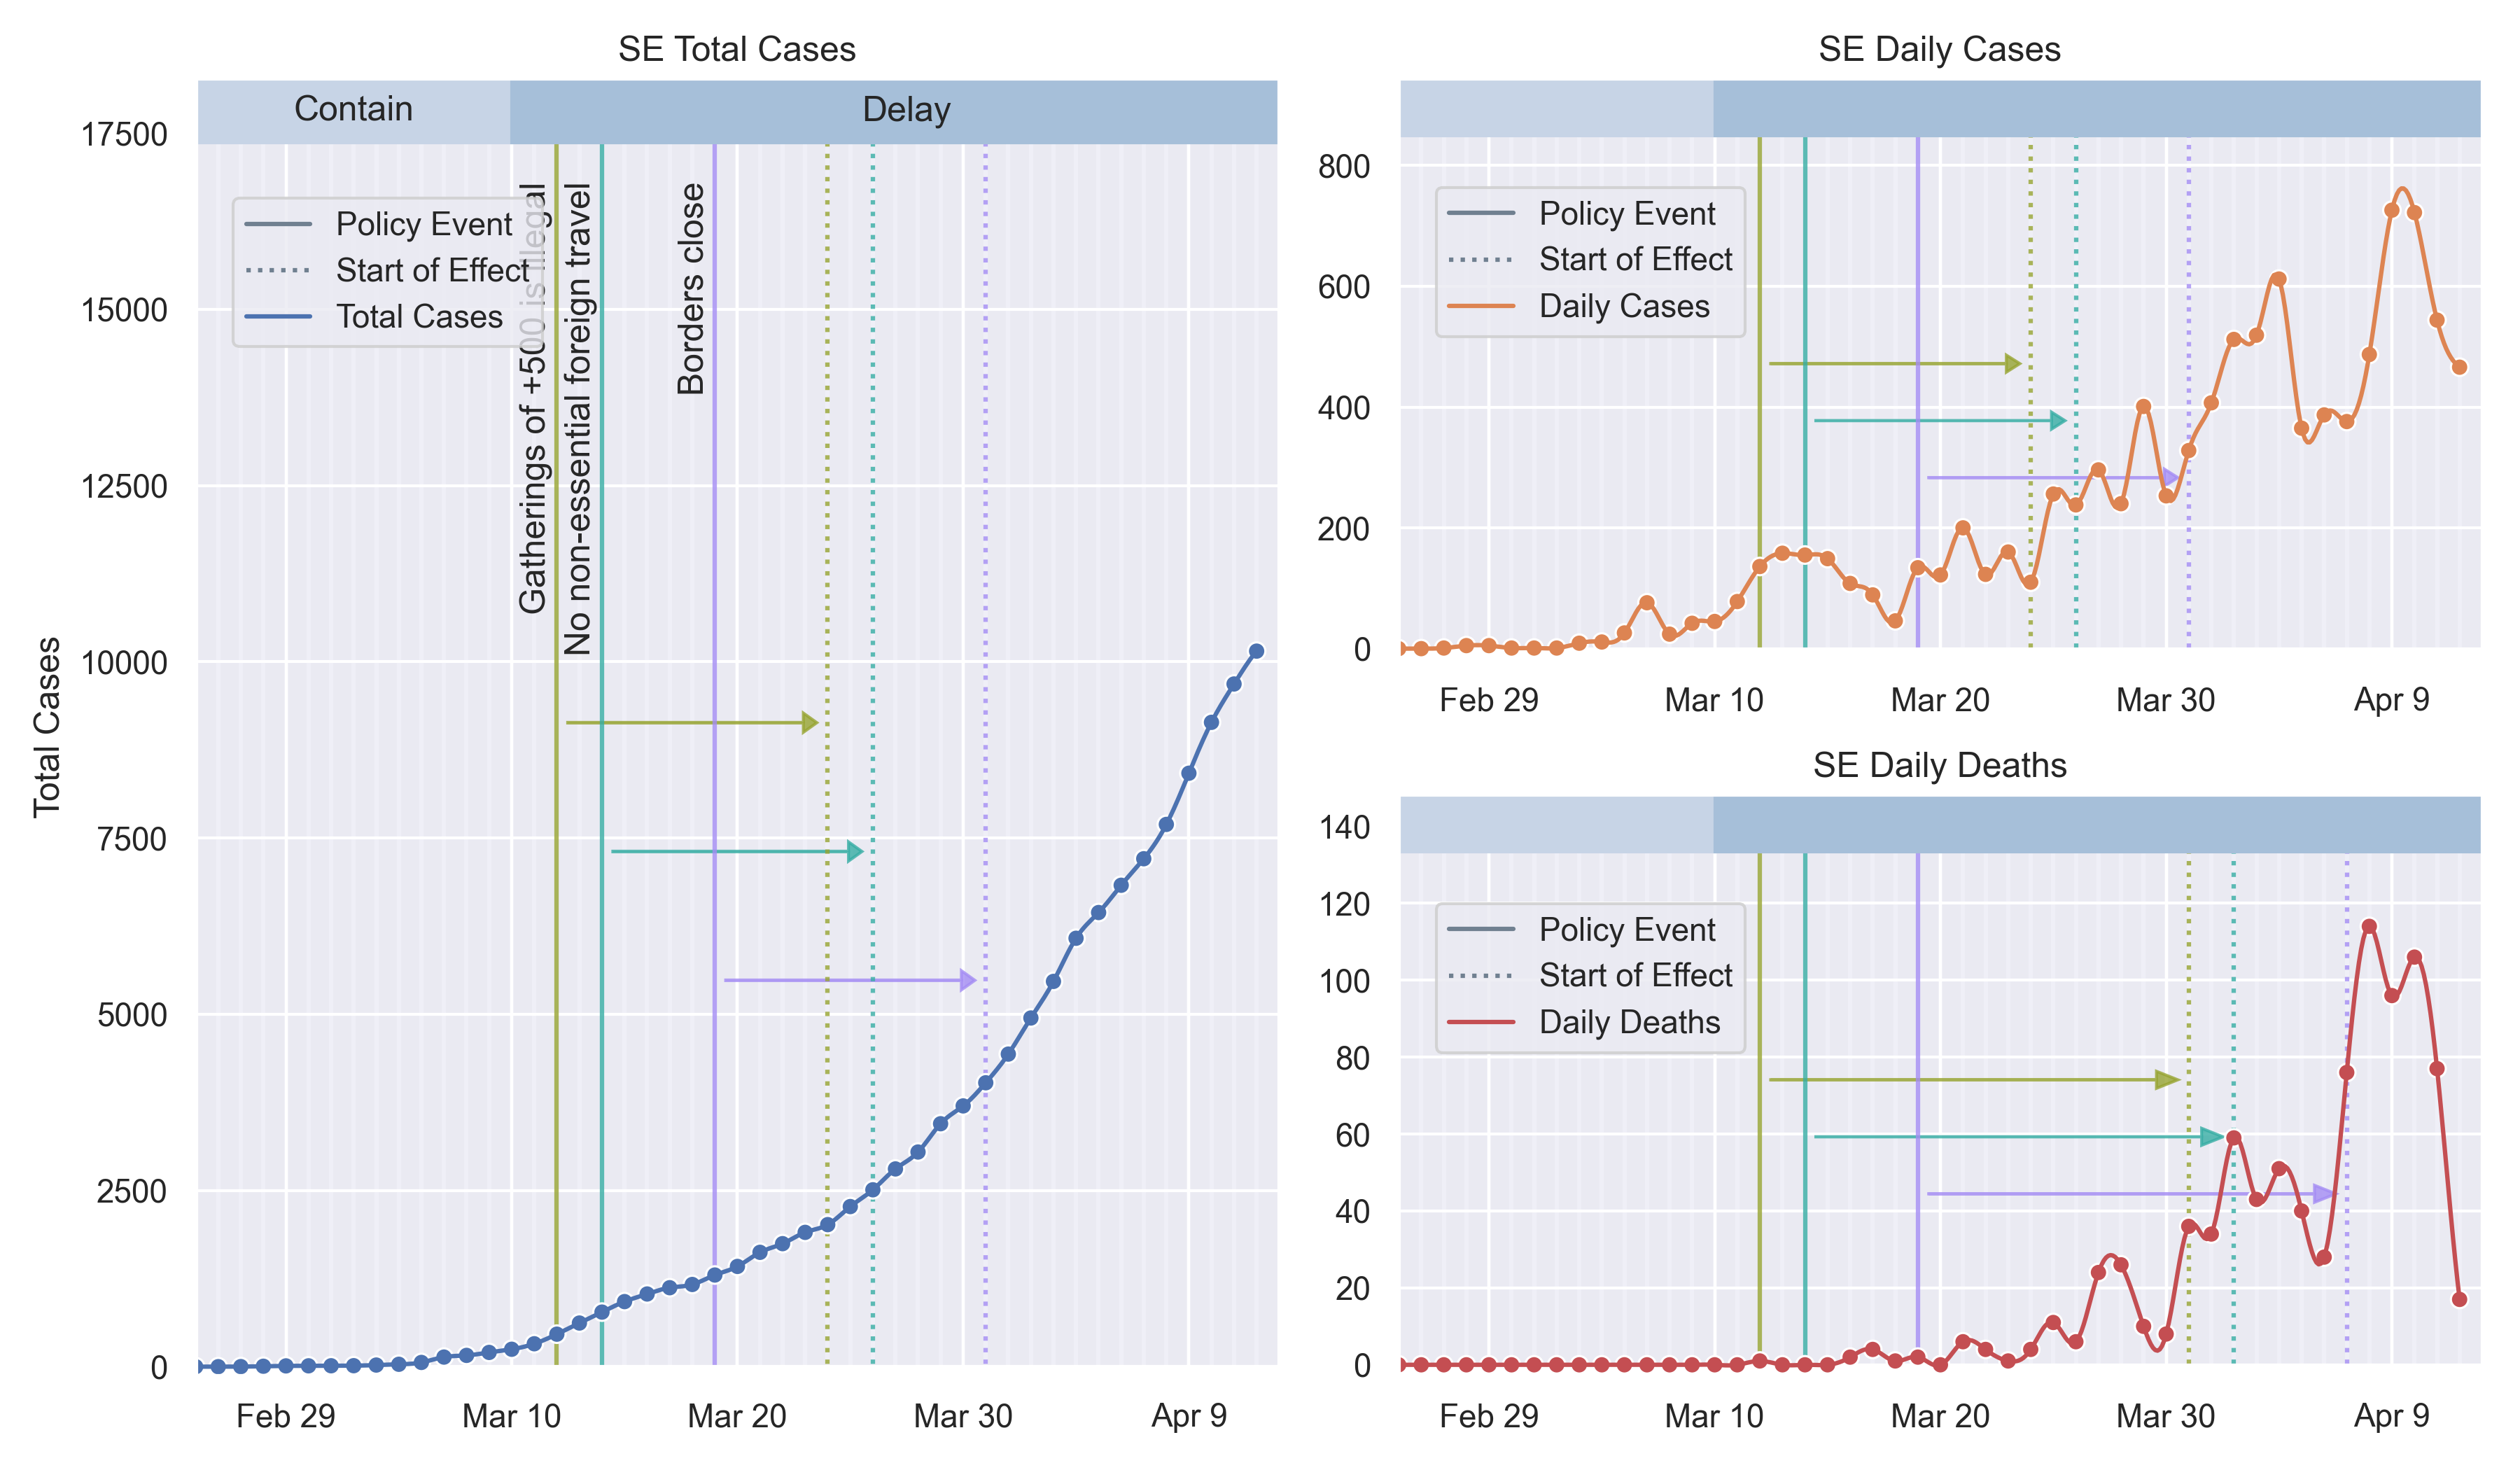 SE Total Cases
Contain
Delay
17500
15000
12500
10000
7500
5000
2500
0
Total Cases
Policy Event
Start of Effect
Total Cases
Gatherings of +500 is illegal
No non-essential foreign travel
Borders close
Feb 29
Mar 10
Mar 20
Mar 30
Apr 9
SE Daily Cases
800
600
400
200
0
Policy Event
Start of Effect
Daily Cases
Feb 29
Mar 10
Mar 20
Mar 30
Apr 9
SE Daily Deaths
140
120
100
80
60
40
20
0
Policy Event
Start of Effect
Daily Deaths
Feb 29
Mar 10
Mar 20
Mar 30
Apr 9